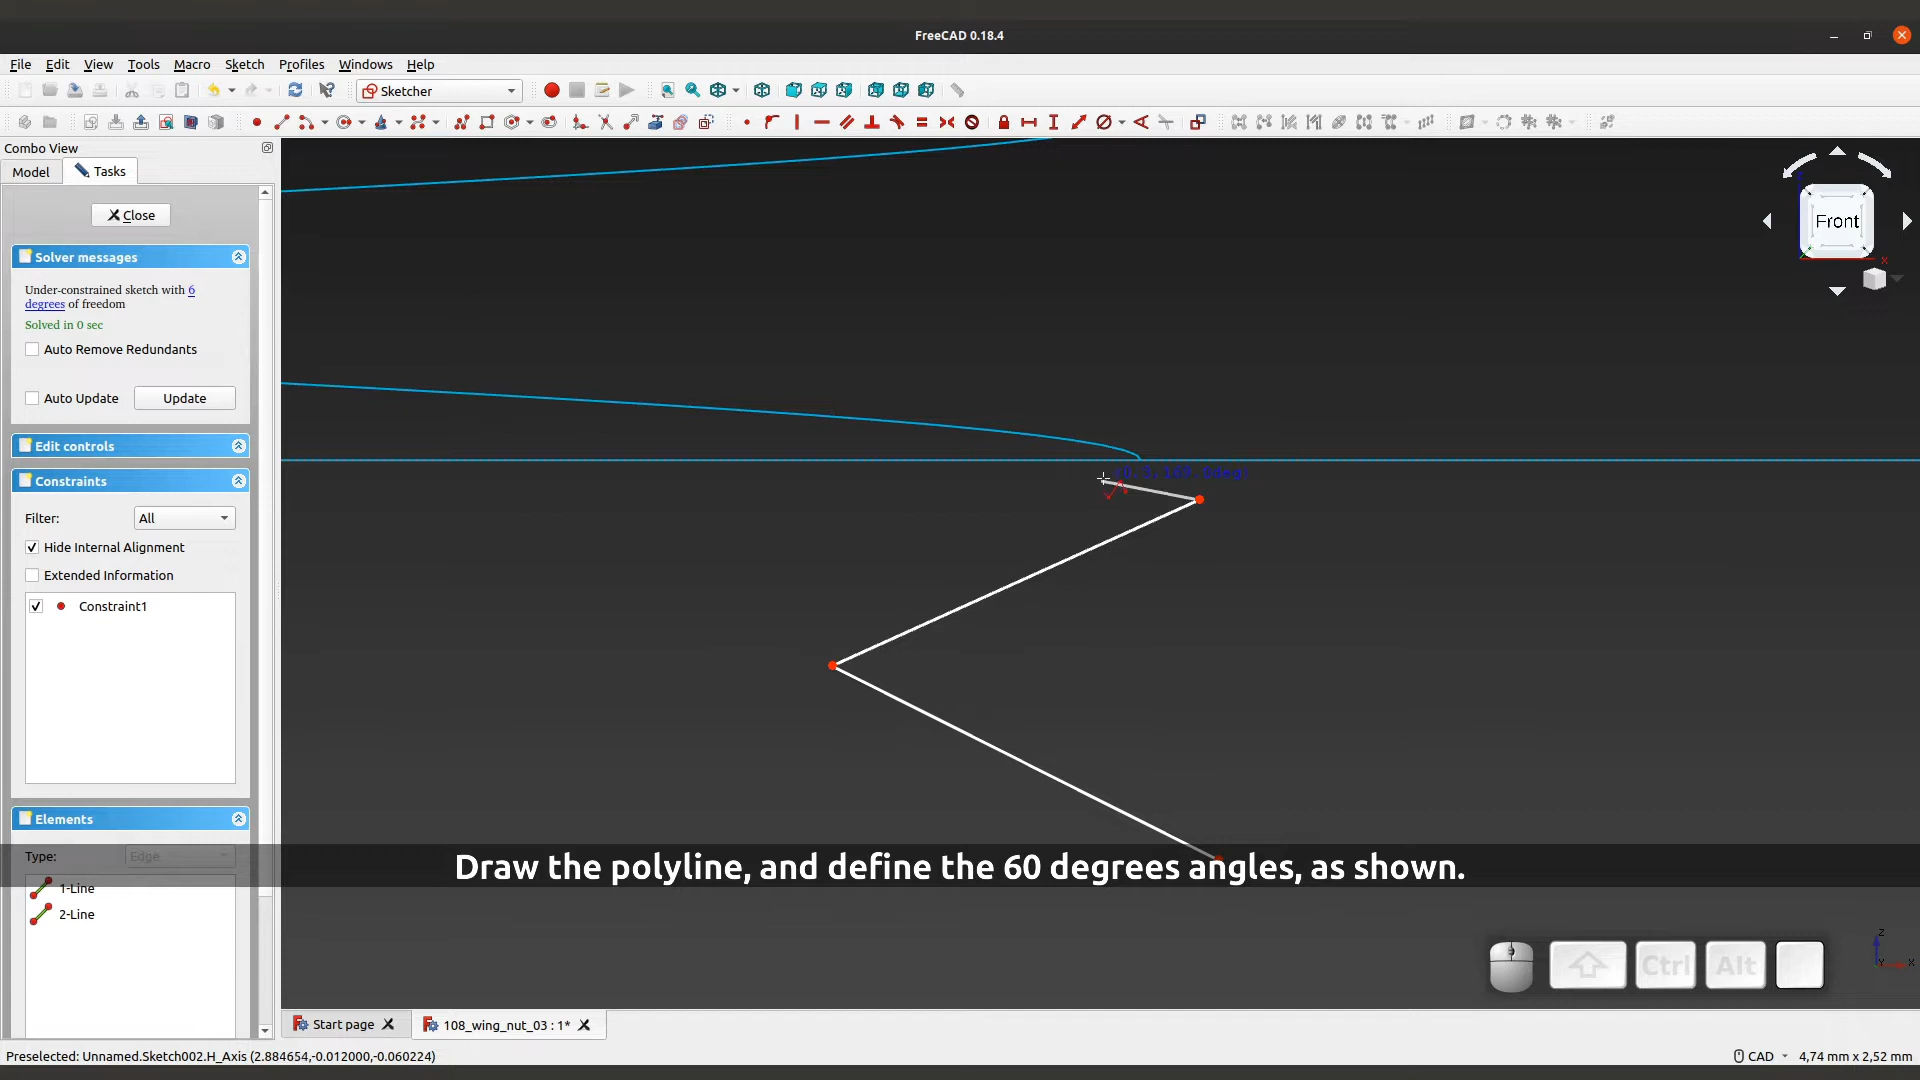 FreeCAD 0.18.4
File Edit View Tools Macro Sketch Profiles Windows Help
Sketcher
Combo View
Model Tasks
Close
Front
X
Solver messages
Under-constrained sketch with 6
degrees of freedom
Solved in 0 sec
Auto Remove Redundants
Auto Update Update
Edit controls
Constraints
Filter: All
Hide Internal Alignment
Extended Information
Constraint1
Elements
Type: Edge
1-Line
2-Line
Draw the polyline, and define the 60 degrees angles, as shown.
Ctrl Alt
Z
Y X
Start page 108_wing_nut_03 : 1*
Preselected: Unnamed.Sketch002.H_Axis (2.884654,-0.012000,-0.060224) CAD 4,74 mm x 2,52 mm